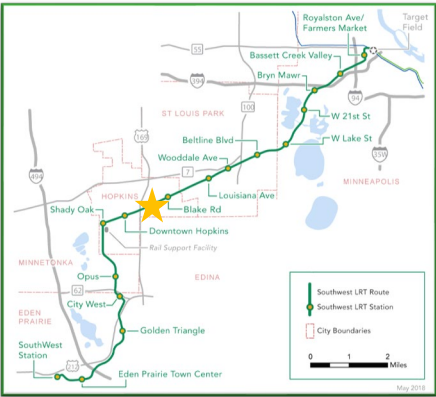 Royalston Ave/
Farmers Market
Target
Field
55
Bassett Creek Valley
394
Bryn Mawr
94
ST LOUIS PARK
100
W 21st St
169
Beltline Blvd
W Lake St
Wooddale Ave
7
35W
494
MINNEAPOLIS
HOPKINS
Louisiana Ave
Shady Oak
Blake Rd
Downtown Hopkins
Rail Support Facility
MINNETONKA
EDINA
Opus
62
City West
EDEN
PRAIRIE
Golden Triangle
SouthWest
Station
212
Eden Prairie Town Center
Southwest LRT Route
Southwest LRT Station
City Boundaries
0 1 2
Miles
May 2018